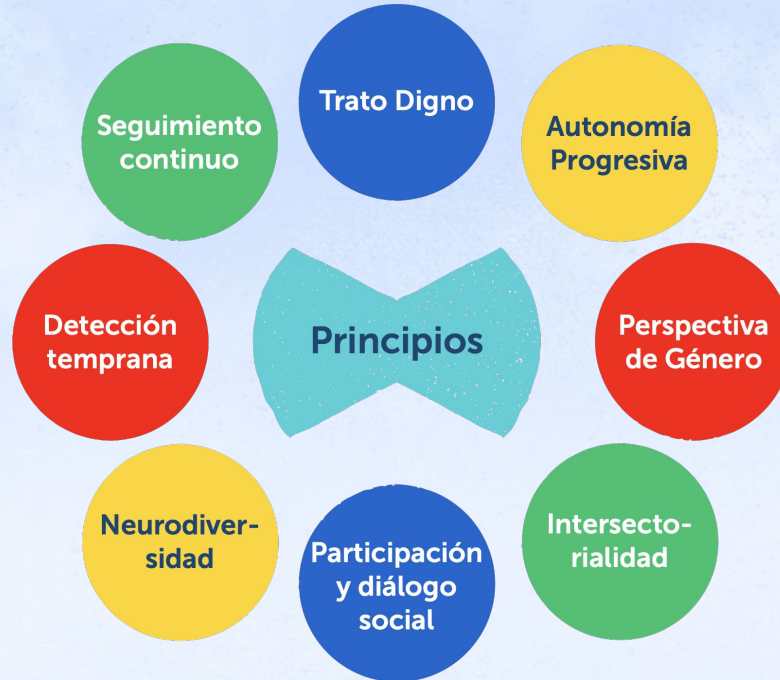 Trato Digno
Seguimiento
continuo
Autonomía
Progresiva
Detección
temprana
Principios
Perspectiva
de Género
Neurodiver-
sidad
Participación
y diálogo
social
Intersecto-
rialidad